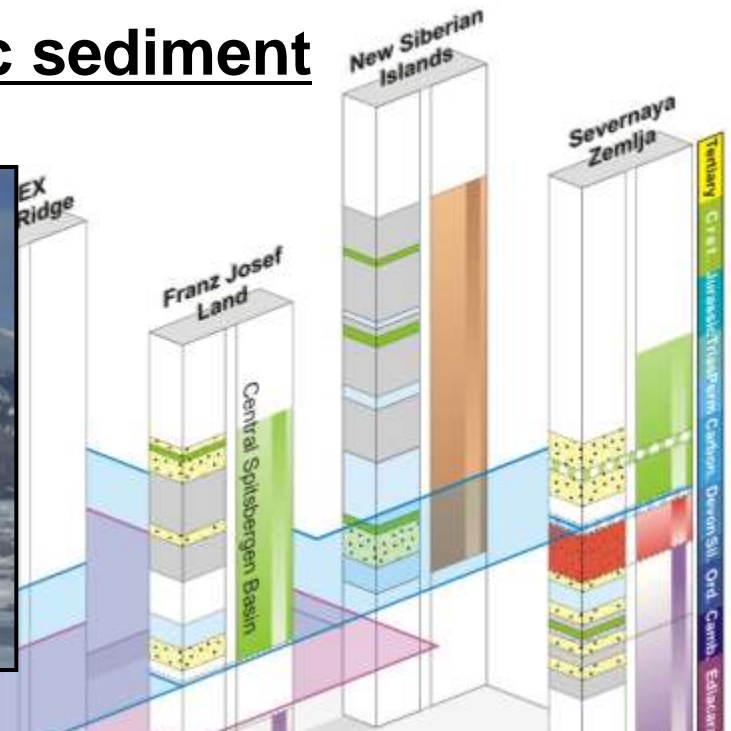 c sediment
New Siberian
Islands
Severnaya
Zemlja
EX
Ridge
Franz Josef
Land
Central Spitsbergen Basin
Tertiary
Cret.
Jurassic
Trias
Perm
Carbon.
Devon
Sil.
Ord.
Camb.
Ediacar